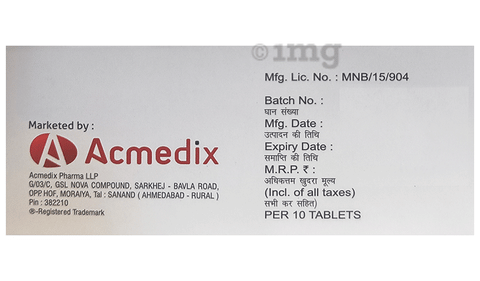 ©1mg
Mfg. Lic. No. : MNB/15/904
Batch No. :
घान संख्या
Mfg. Date :
उत्पादन की तिथि
Expiry Date :
समाप्ति की तिथि
M.R.P. ₹ :
अधिकत्तम खुदरा मूल्य
(Incl. of all taxes)
सभी कर सहित)
PER 10 TABLETS
Marketed by :
Acmedix
Acmedix Pharma LLP
G/03/C, GSL NOVA COMPOUND, SARKHEJ - BAVLA ROAD,
OPP. HOF, MORAIYA, Tal : SANAND ( AHMEDABAD - RURAL )
Pin : 382210
®-Registered Trademark